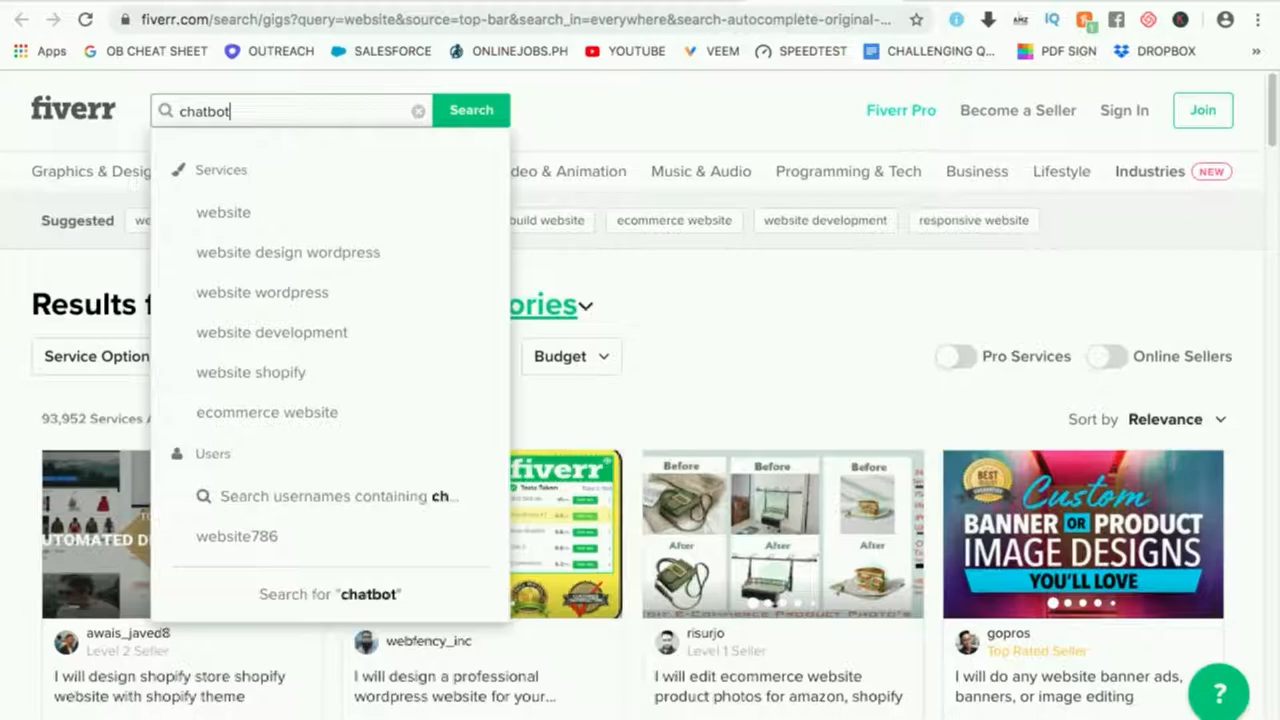 fiverr.com/search/gigs?query=website&source=top-bar&search_in=everywhere&search-autocomplete-original-...
Apps OB CHEAT SHEET OUTREACH SALESFORCE ONLINEJOBS.PH YOUTUBE VEEM SPEEDTEST CHALLENGING Q... PDF SIGN DROPBOX »
fiverr chatbot Search Fiverr Pro Become a Seller Sign In Join
Graphics & Desig deo & Animation Music & Audio Programming & Tech Business Lifestyle Industries NEW
Services
website
Suggested we build website ecommerce website website development responsive website
website design wordpress
website wordpress
Results f ories
website development
Service Option Budget Pro Services Online Sellers
website shopify
ecommerce website
93,952 Services A Sort by Relevance
Users
Search usernames containing ch...
website786
Search for "chatbot"
UTOMATED D
fiverr
Before Before Before
After After After
BEST
Custom
BANNER OR PRODUCT
IMAGE DESIGNS
YOU'LL LOVE
awais_javed8
Level 2 Seller
I will design shopify store shopify
website with shopify theme
webfency_inc
I will design a professional
wordpress website for your...
risurjo
Level 1 Seller
I will edit ecommerce website
product photos for amazon, shopify
gopros
Top Rated Seller
I will do any website banner ads,
banners, or image editing
?